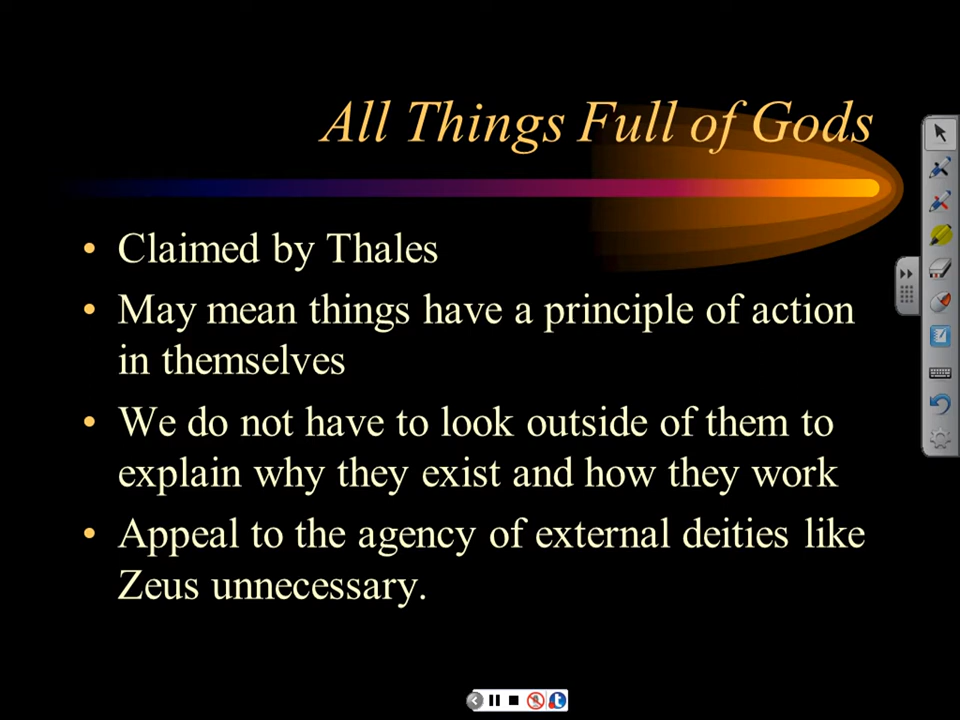 All Things Full of Gods
• Claimed by Thales
• May mean things have a principle of action
in themselves
• We do not have to look outside of them to
explain why they exist and how they work
• Appeal to the agency of external deities like
Zeus unnecessary.